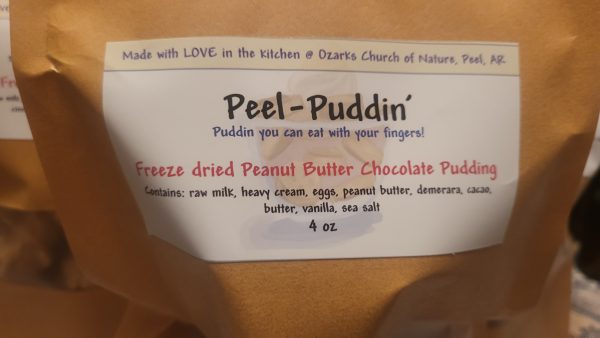 Made with LOVE in the kitchen @ Ozarks Church of Nature, Peel, AR
Peel-Puddin'
Puddin you can eat with your fingers!
Freeze dried Peanut Butter Chocolate Pudding
Contains: raw milk, heavy cream, eggs, peanut butter, demerara, cacao,
butter, vanilla, sea salt
4 oz